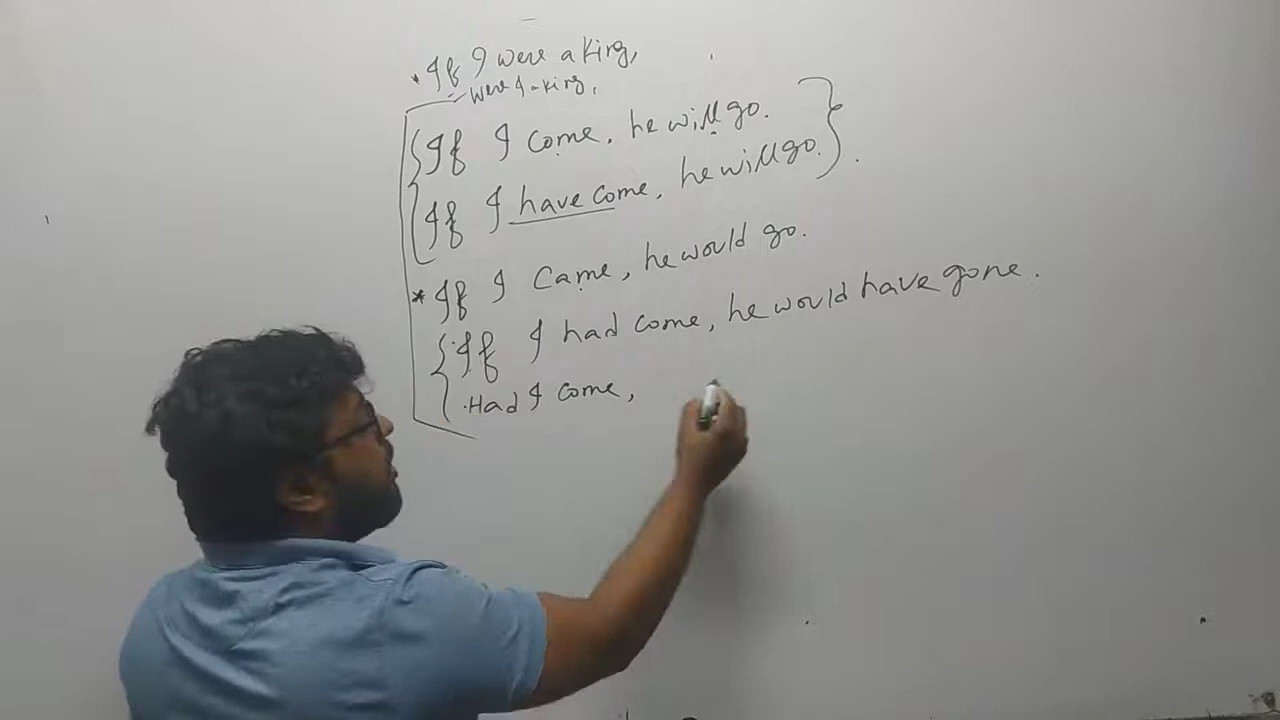 * If I were a King,
Were I a King,
If I come, he will go.
If I have come, he will go.
* If I Came, he would go.
If I had come, he would have gone.
Had I come,